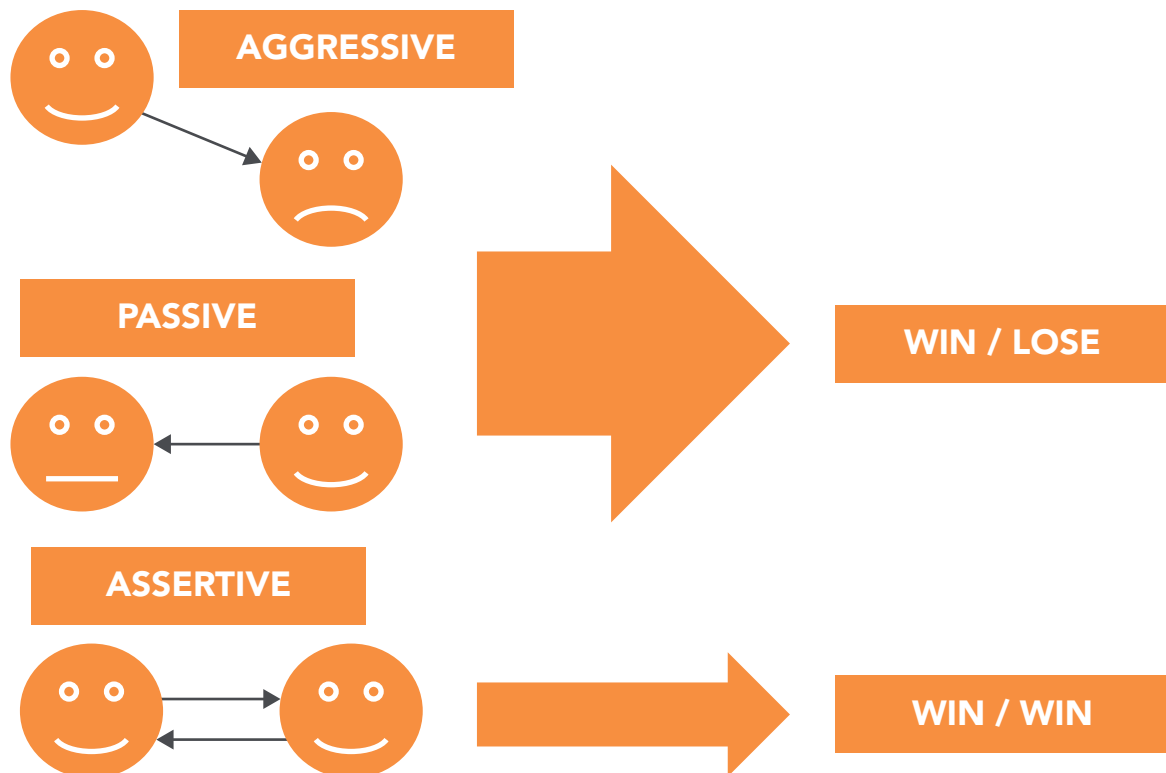 AGGRESSIVE
PASSIVE
WIN / LOSE
ASSERTIVE
WIN / WIN